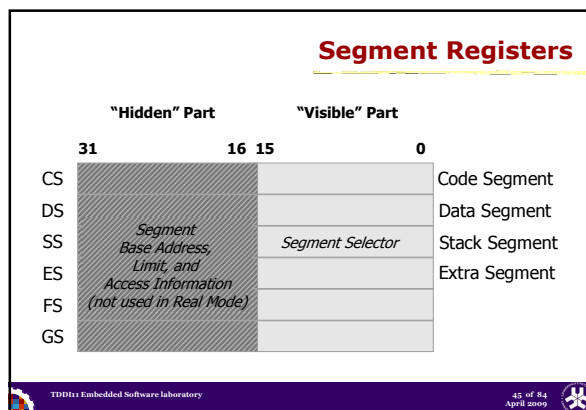 Segment Registers
"Hidden" Part "Visible" Part
31 16 15 0
CS Code Segment
DS Data Segment
SS Segment Selector Stack Segment
ES Extra Segment
FS
GS
Segment
Base Address,
Limit, and
Access Information
(not used in Real Mode)
TDDI11 Embedded Software laboratory
45 of 84
April 2009